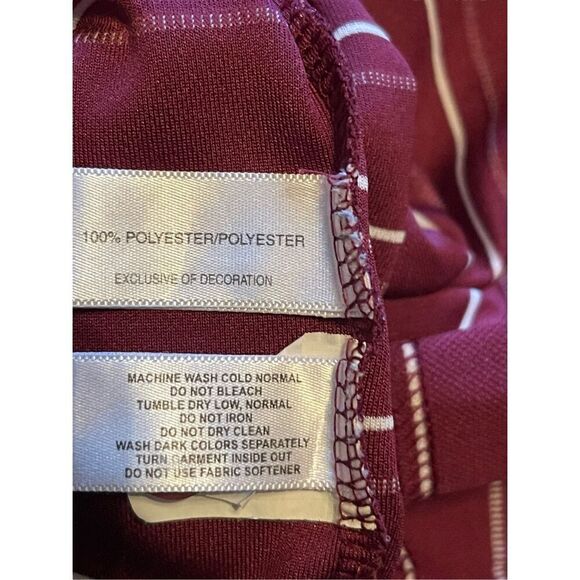 100% POLYESTER/POLYESTER
EXCLUSIVE OF DECORATION
MACHINE WASH COLD NORMAL
DO NOT BLEACH
TUMBLE DRY LOW, NORMAL
DO NOT IRON
DO NOT DRY CLEAN
WASH DARK COLORS SEPARATELY
TURN GARMENT INSIDE OUT
DO NOT USE FABRIC SOFTENER